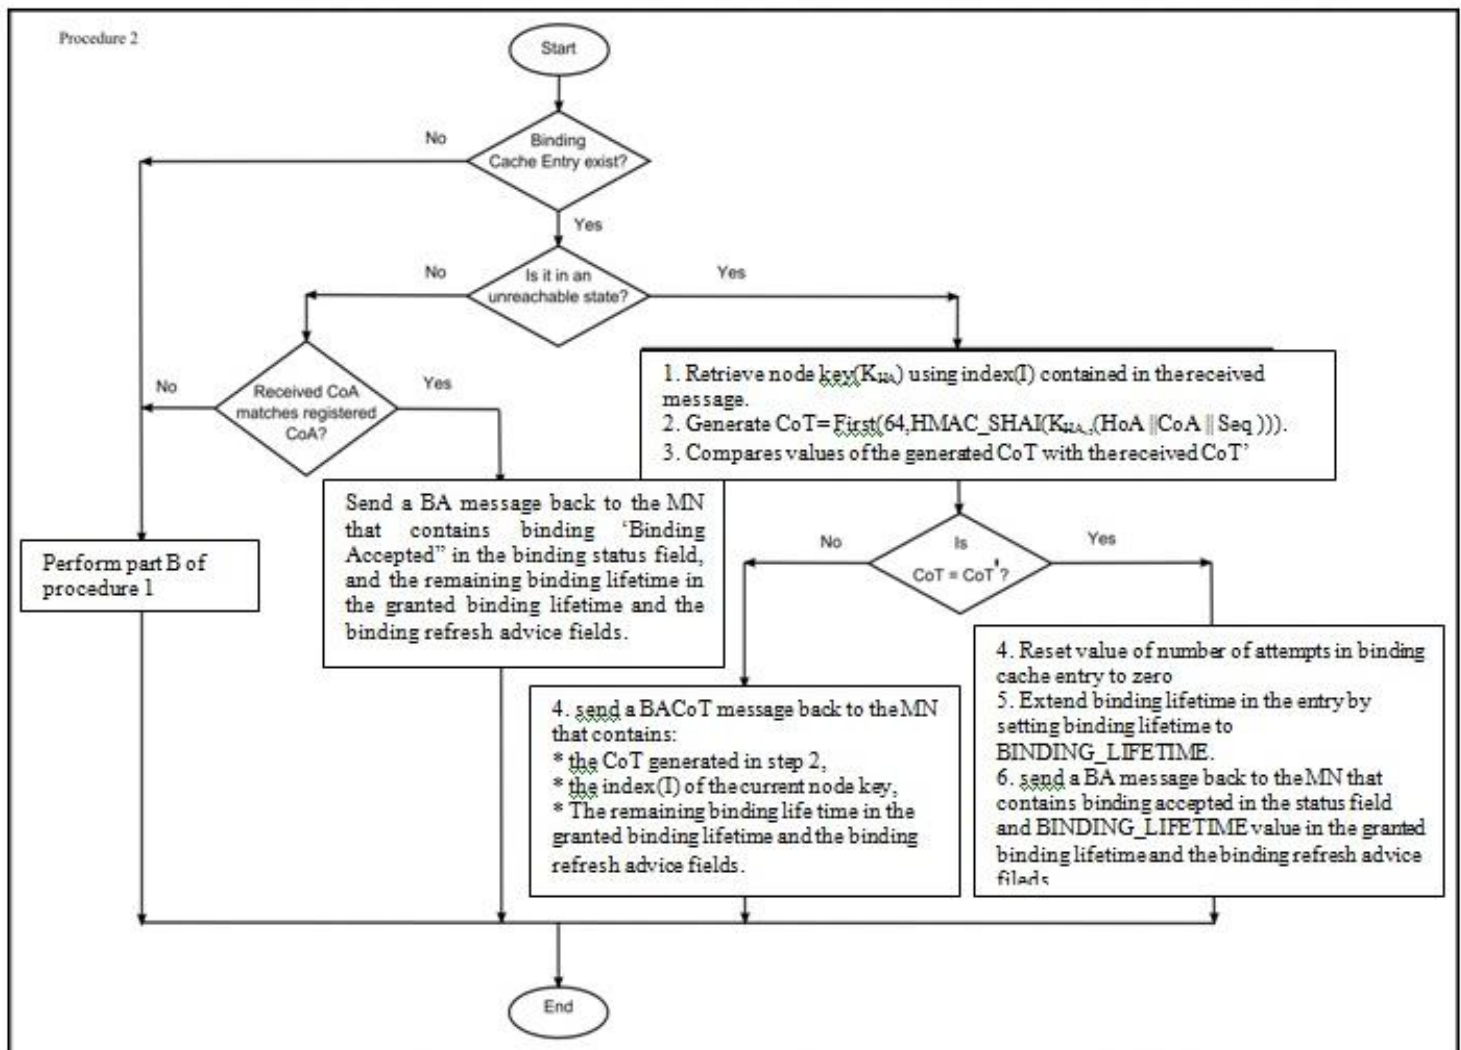 Procedure 2
Start
No
Binding
Cache Entry exist?
Yes
No
Is it in an
unreachable state?
Yes
No
Received CoA
matches registered
CoA?
Yes
1. Retrieve node key(K_HA) using index(I) contained in the received
message.
2. Generate CoT= First(64,HMAC_SHAI(K_HA,(HoA ||CoA || Seq ))).
3. Compares values of the generated CoT with the received CoT’
Send a BA message back to the MN
that contains binding ‘Binding
Accepted” in the binding status field,
and the remaining binding lifetime in
the granted binding lifetime and the
binding refresh advice fields.
Perform part B of
procedure 1
No
Is
CoT = CoT'?
Yes
4. send a BACoT message back to the MN
that contains:
* the CoT generated in step 2,
* the index(I) of the current node key,
* The remaining binding life time in the
granted binding lifetime and the binding
refresh advice fields.
4. Reset value of number of attempts in binding
cache entry to zero
5. Extend binding lifetime in the entry by
setting binding lifetime to
BINDING_LIFETIME.
6. send a BA message back to the MN that
contains binding accepted in the status field
and BINDING_LIFETIME value in the granted
binding lifetime and the binding refresh advice
fileds
End